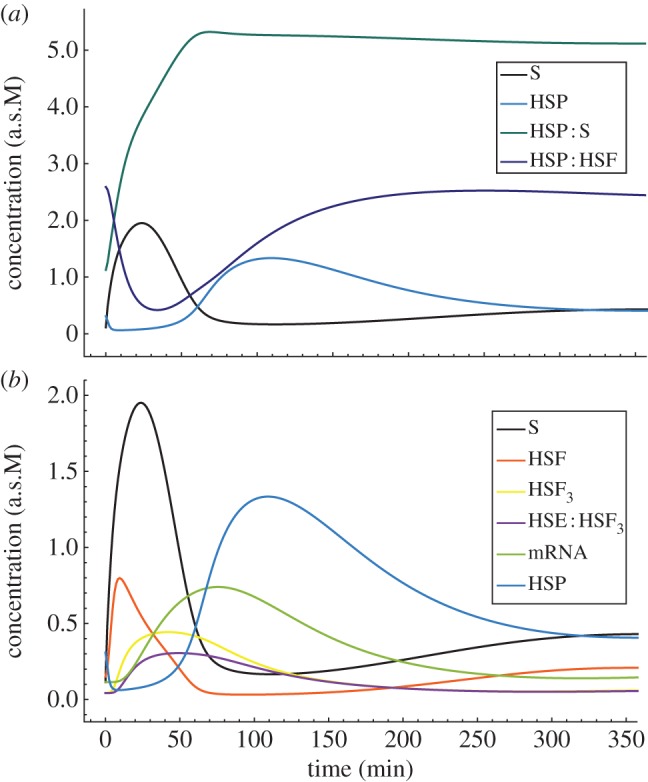 (a)
concentration (a.s.M)
5.0
4.0
3.0
2.0
1.0
0
S
HSP
HSP : S
HSP : HSF
(b)
concentration (a.s.M)
2.0
1.5
1.0
0.5
0.0
S
HSF
HSF₃
HSE : HSF₃
mRNA
HSP
0 50 100 150 200 250 300 350
time (min)